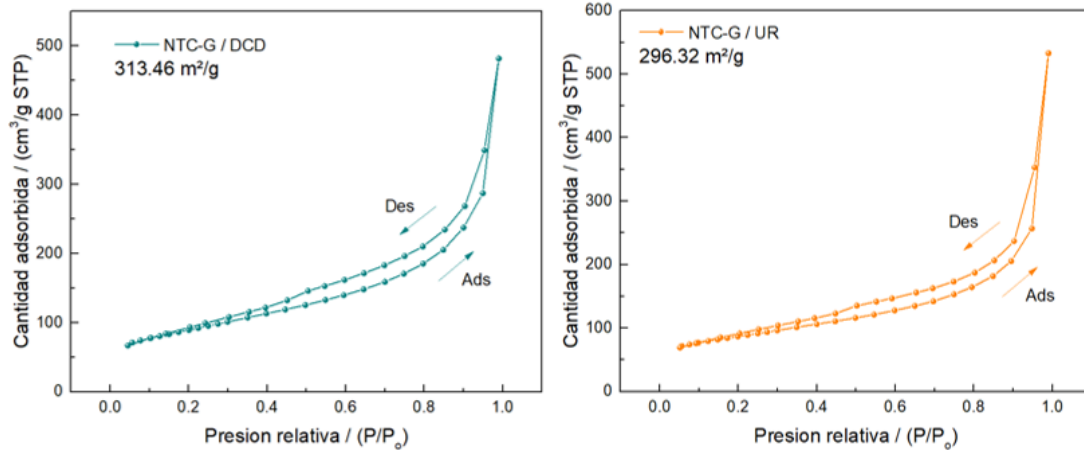 NTC-G / DCD
313.46 m²/g
Cantidad adsorbida / (cm³/g STP)
500
400
300
200
100
0
Des
Ads
0.0 0.2 0.4 0.6 0.8 1.0
Presion relativa / (P/Pₒ)
NTC-G / UR
296.32 m²/g
Cantidad adsorbida / (cm³/g STP)
600
500
400
300
200
100
0
Des
Ads
0.0 0.2 0.4 0.6 0.8 1.0
Presion relativa / (P/Pₒ)